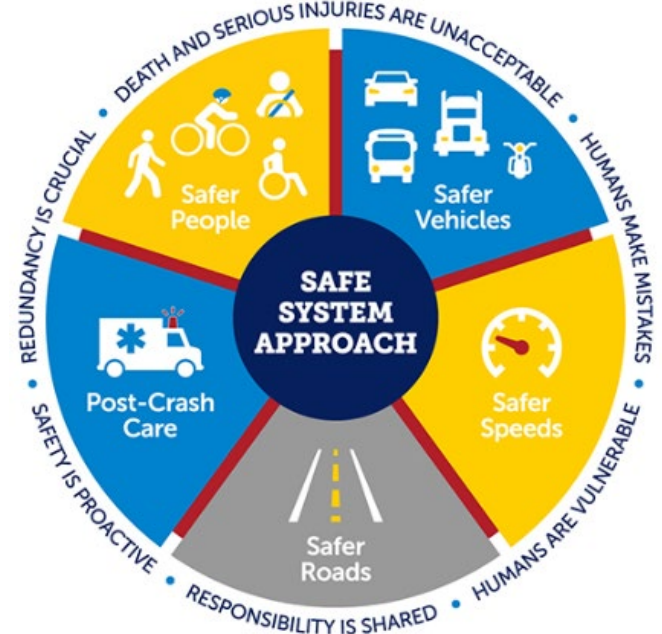 DEATH AND SERIOUS INJURIES ARE UNACCEPTABLE
HUMANS MAKE MISTAKES
HUMANS ARE VULNERABLE
RESPONSIBILITY IS SHARED
SAFETY IS PROACTIVE
REDUNDANCY IS CRUCIAL
Safer
People
Safer
Vehicles
SAFE
SYSTEM
APPROACH
Post-Crash
Care
Safer
Speeds
Safer
Roads